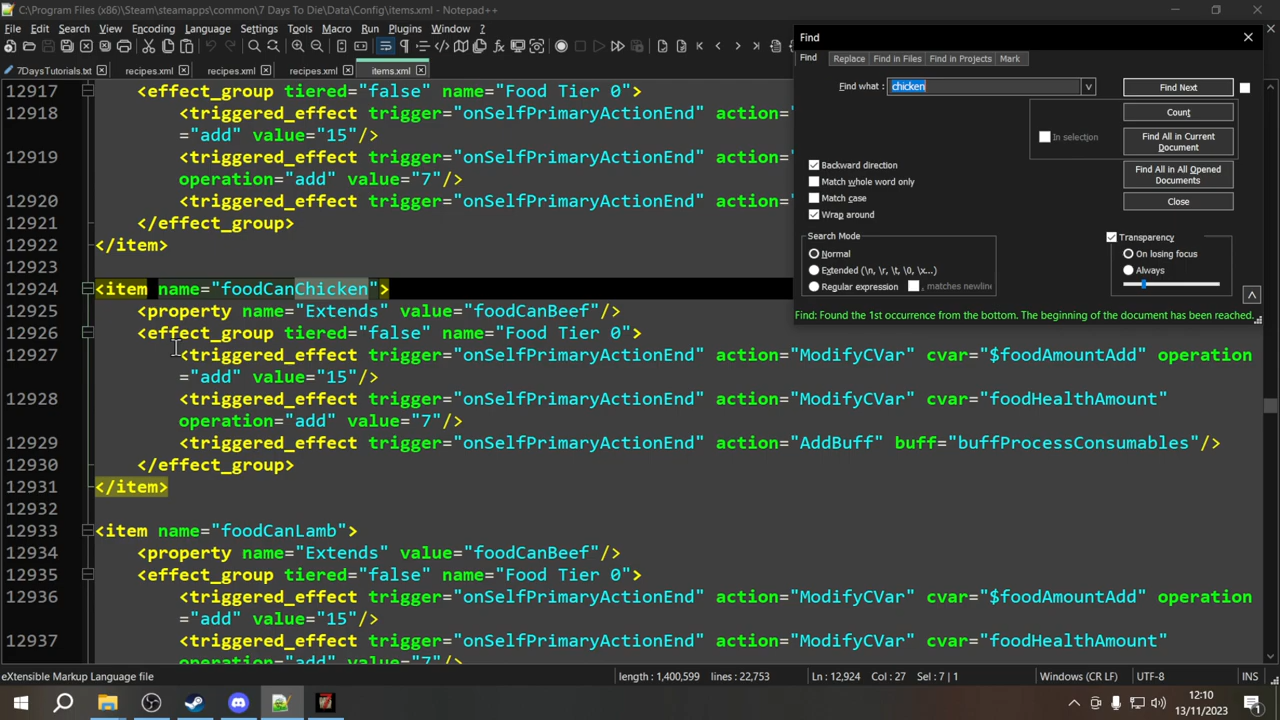 C:\Program Files (x86)\Steam\steamapps\common\7 Days To Die\Data\Config\items.xml - Notepad++
File Edit Search View Encoding Language Settings Tools Macro Run Plugins Window ?
7DaysTutorials.txt recipes.xml recipes.xml recipes.xml items.xml
12917 <effect_group tiered="false" name="Food Tier 0">
12918 <triggered_effect trigger="onSelfPrimaryActionEnd" action=
="add" value="15"/>
12919 <triggered_effect trigger="onSelfPrimaryActionEnd" action=
operation="add" value="7"/>
12920 <triggered_effect trigger="onSelfPrimaryActionEnd" action=
12921 </effect_group>
12922 </item>
12923
12924 <item name="foodCanChicken">
12925 <property name="Extends" value="foodCanBeef"/>
12926 <effect_group tiered="false" name="Food Tier 0">
12927 <triggered_effect trigger="onSelfPrimaryActionEnd" action="ModifyCVar" cvar="$foodAmountAdd" operation
="add" value="15"/>
12928 <triggered_effect trigger="onSelfPrimaryActionEnd" action="ModifyCVar" cvar="foodHealthAmount"
operation="add" value="7"/>
12929 <triggered_effect trigger="onSelfPrimaryActionEnd" action="AddBuff" buff="buffProcessConsumables"/>
12930 </effect_group>
12931 </item>
12932
12933 <item name="foodCanLamb">
12934 <property name="Extends" value="foodCanBeef"/>
12935 <effect_group tiered="false" name="Food Tier 0">
12936 <triggered_effect trigger="onSelfPrimaryActionEnd" action="ModifyCVar" cvar="$foodAmountAdd" operation
="add" value="15"/>
12937 <triggered_effect trigger="onSelfPrimaryActionEnd" action="ModifyCVar" cvar="foodHealthAmount"
operation="add" value="7"/>
Find
Find Replace Find in Files Find in Projects Mark
Find what : chicken
Find Next
Count
In selection
Find All in Current
Document
Find All in All Opened
Documents
Close
Backward direction
Match whole word only
Match case
Wrap around
Search Mode
Normal
Extended (\n, \r, \t, \0, \x...)
Regular expression . matches newline
Transparency
On losing focus
Always
Find: Found the 1st occurrence from the bottom. The beginning of the document has been reached.
eXtensible Markup Language file length : 1,400,599 lines : 22,753 Ln : 12,924 Col : 27 Sel : 7 | 1 Windows (CR LF) UTF-8 INS
12:10
13/11/2023